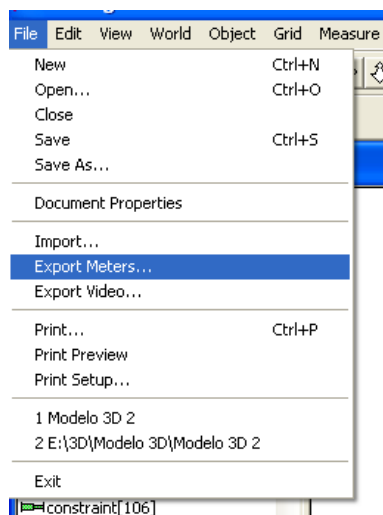 File Edit View World Object Grid Measure
New Ctrl+N
Open... Ctrl+O
Close
Save Ctrl+S
Save As...
Document Properties
Import...
Export Meters...
Export Video...
Print... Ctrl+P
Print Preview
Print Setup...
1 Modelo 3D 2
2 E:\3D\Modelo 3D\Modelo 3D 2
Exit
constraint[106]